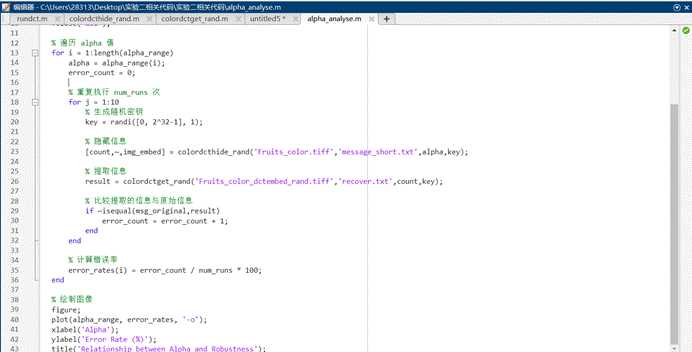 编辑器 - C:\Users\28313\Desktop\实验二相关代码\实验二相关代码\alpha_analyse.m
rundct.m colordcthide_rand.m colordctget_rand.m untitled5 * alpha_analyse.m
11
12 % 遍历 alpha 值
13 for i = 1:length(alpha_range)
14 alpha = alpha_range(i);
15 error_count = 0;
16
17 % 重复执行 num_runs 次
18 for j = 1:10
19 % 生成随机密钥
20 key = randi([0, 2^32-1], 1);
21
22 % 隐藏信息
23 [count,~,img_embed] = colordcthide_rand('Fruits_color.tiff','message_short.txt',alpha,key);
24
25 % 提取信息
26 result = colordctget_rand('Fruits_color_dctembed_rand.tiff','recover.txt',count,key);
27
28 % 比较提取的信息与原始信息
29 if ~isequal(msg_original,result)
30 error_count = error_count + 1;
31 end
32 end
33
34 % 计算错误率
35 error_rates(i) = error_count / num_runs * 100;
36 end
37
38 % 绘制图像
39 figure;
40 plot(alpha_range, error_rates, '-o');
41 xlabel('Alpha');
42 ylabel('Error Rate (%)');
43 title('Relationship between Alpha and Robustness');